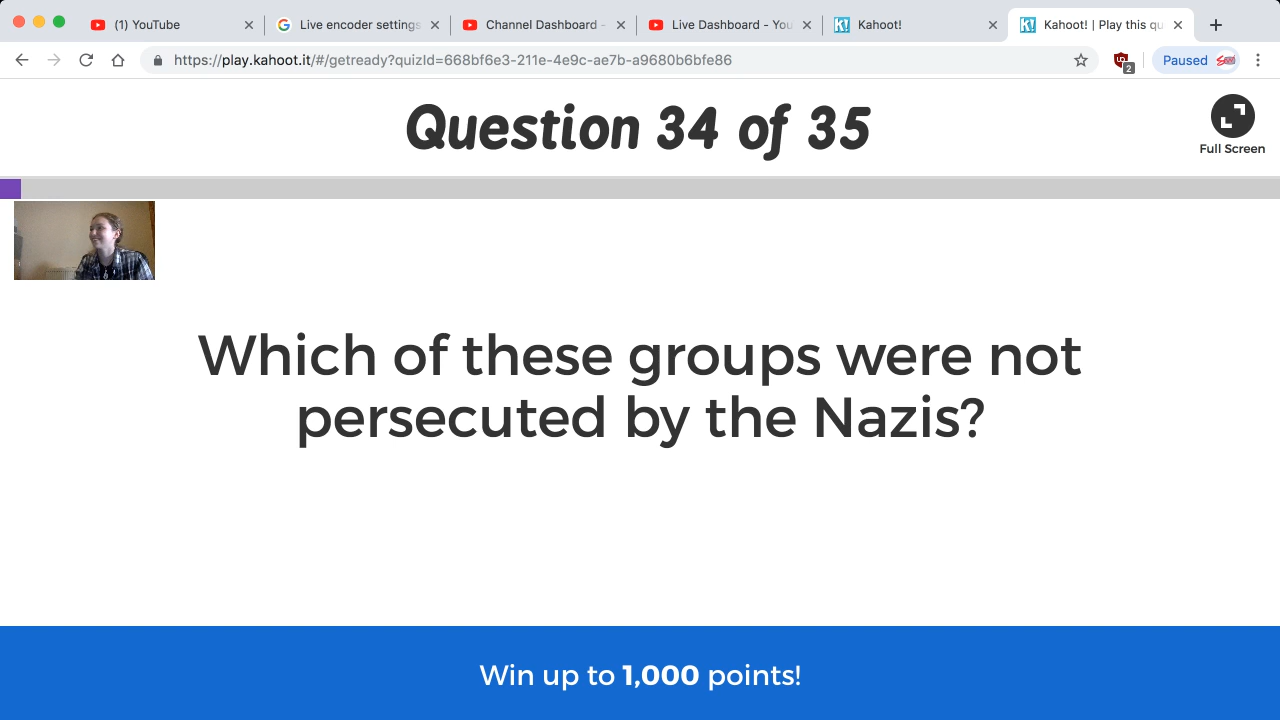 (1) YouTube
Live encoder settings
Channel Dashboard -
Live Dashboard - You
Kahoot!
Kahoot! | Play this qu
https://play.kahoot.it/#/getready?quizId=668bf6e3-211e-4e9c-ae7b-a9680b6bfe86
2
Paused
Question 34 of 35
Full Screen
Which of these groups were not
persecuted by the Nazis?
Win up to 1,000 points!